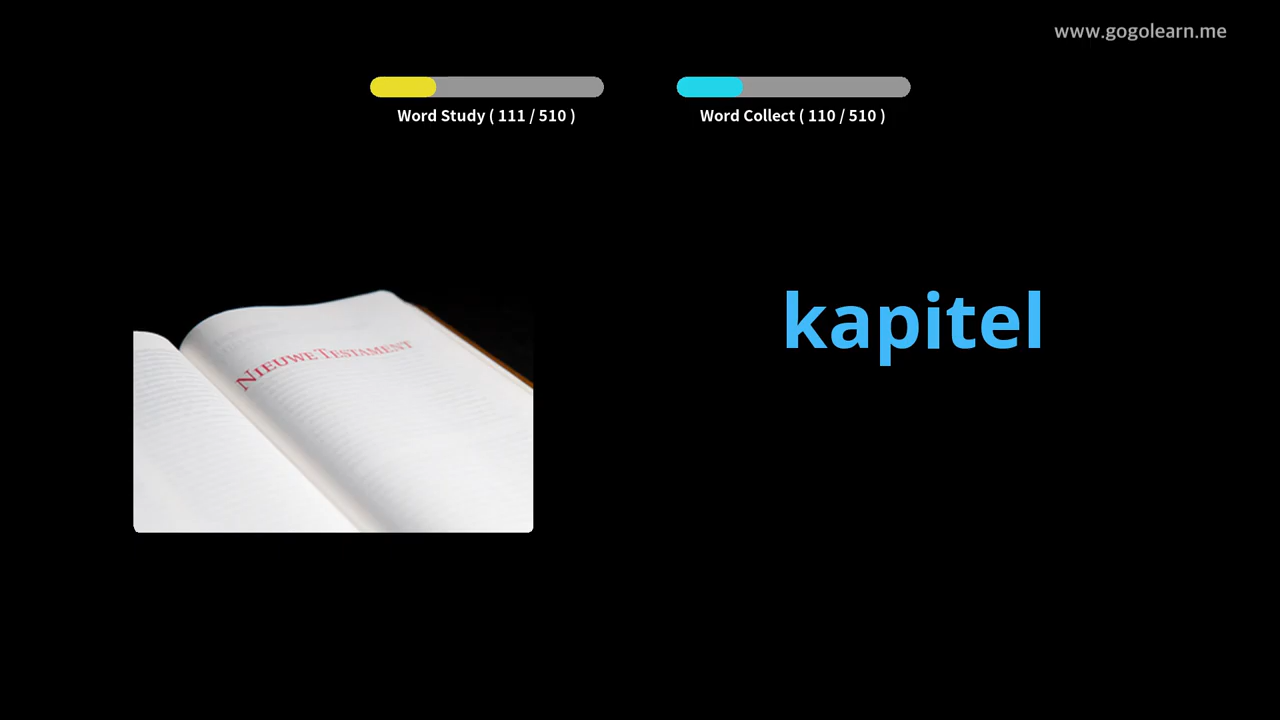 www.gogolearn.me
Word Study ( 111 / 510 )
Word Collect ( 110 / 510 )
kapitel
NIEUWE TESTAMENT